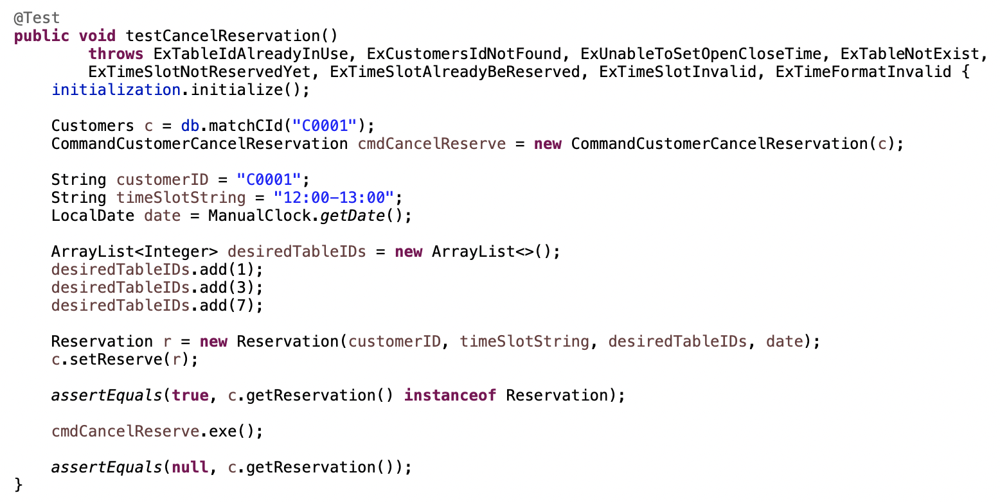 @Test
public void testCancelReservation()
        throws ExTableIdAlreadyInUse, ExCustomersIdNotFound, ExUnableToSetOpenCloseTime, ExTableNotExist,
        ExTimeSlotNotReservedYet, ExTimeSlotAlreadyBeReserved, ExTimeSlotInvalid, ExTimeFormatInvalid {
    initialization.initialize();

    Customers c = db.matchCId("C0001");
    CommandCustomerCancelReservation cmdCancelReserve = new CommandCustomerCancelReservation(c);

    String customerID = "C0001";
    String timeSlotString = "12:00-13:00";
    LocalDate date = ManualClock.getDate();

    ArrayList<Integer> desiredTableIDs = new ArrayList<>();
    desiredTableIDs.add(1);
    desiredTableIDs.add(3);
    desiredTableIDs.add(7);

    Reservation r = new Reservation(customerID, timeSlotString, desiredTableIDs, date);
    c.setReserve(r);

    assertEquals(true, c.getReservation() instanceof Reservation);

    cmdCancelReserve.exe();

    assertEquals(null, c.getReservation());
}